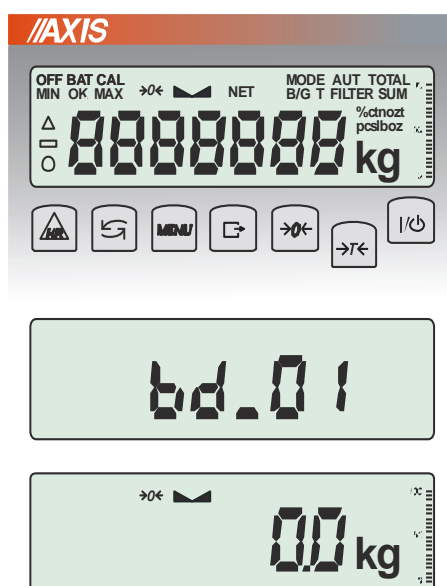 AXIS
OFF BAT CAL MODE AUT TOTAL
MIN OK MAX →0← NET B/G T FILTER SUM
%ctnozt
pcslboz
8888888 kg
HR MENU →0← →T← I/⏻
bd_01
→0←
0.0 kg